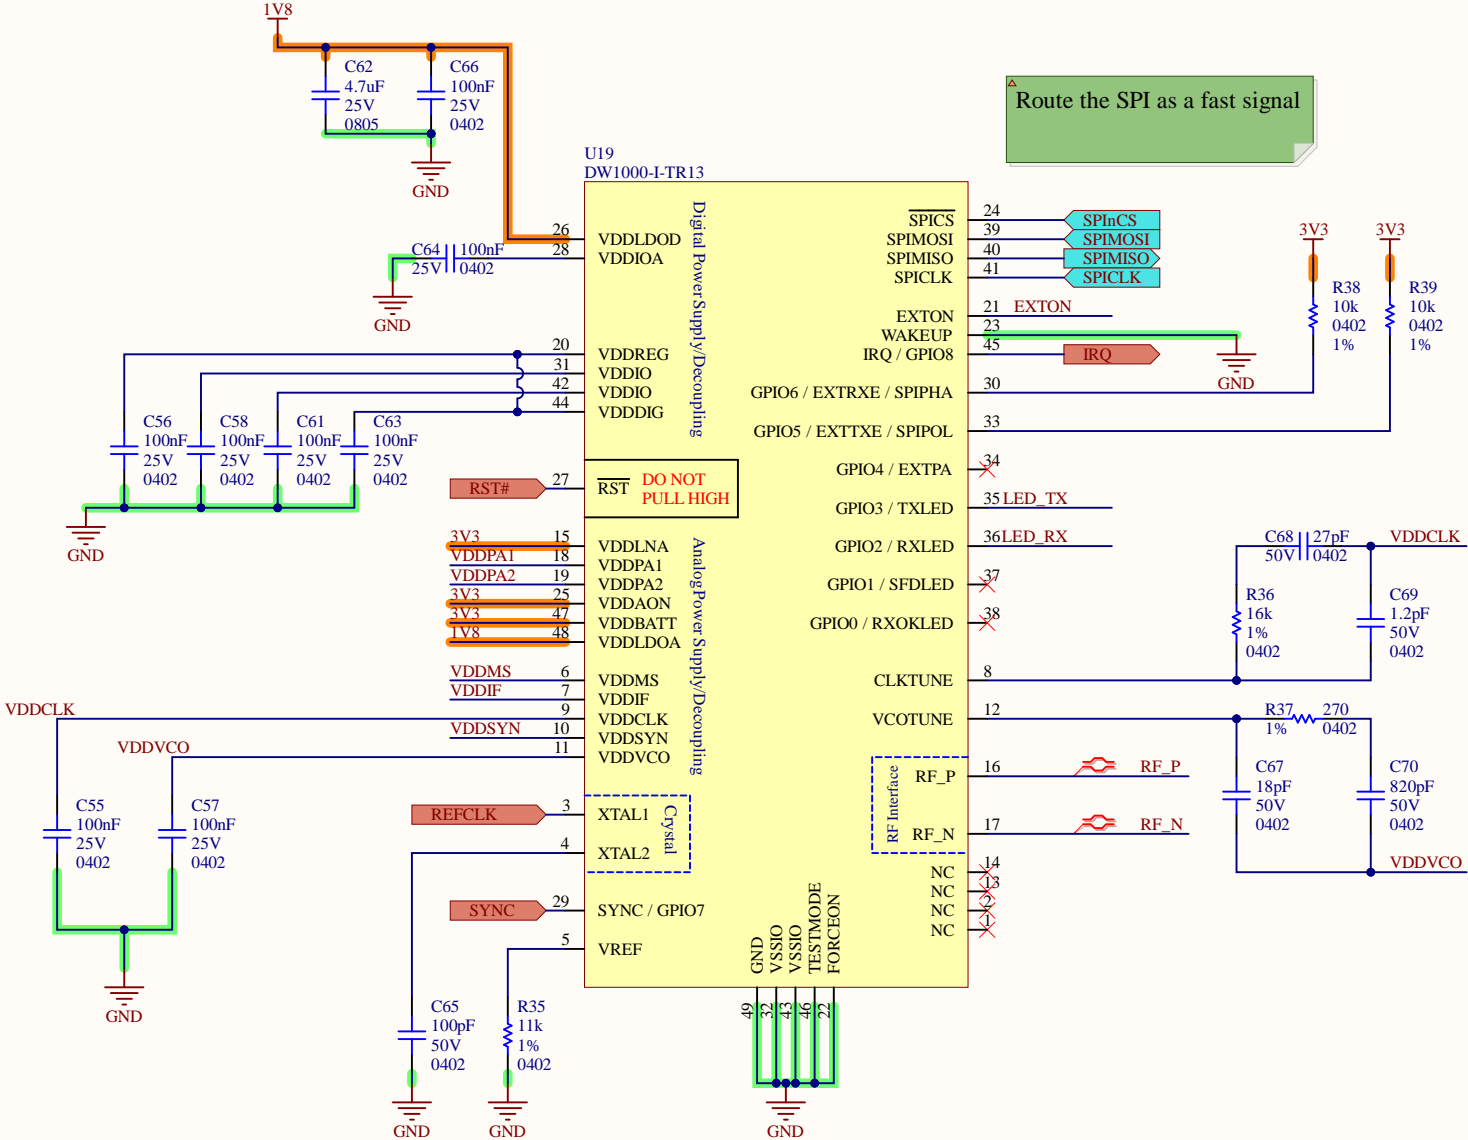 1V8
C62
4.7uF
25V
0805
C66
100nF
25V
0402
GND
Route the SPI as a fast signal
U19
DW1000-I-TR13
Digital Power Supply/Decoupling
26
VDDLDOD
28
VDDIOA
C64
100nF
25V
0402
GND
20
VDDREG
31
VDDIO
42
VDDIO
44
VDDDIG
C56
100nF
25V
0402
C58
100nF
25V
0402
C61
100nF
25V
0402
C63
100nF
25V
0402
GND
RST#
27
RST
DO NOT
PULL HIGH
Analog Power Supply/Decoupling
3V3
15
VDDLNA
VDDPA1
18
VDDPA1
VDDPA2
19
VDDPA2
3V3
25
VDDAON
3V3
47
VDDBATT
1V8
48
VDDLDOA
VDDMS
6
VDDMS
VDDIF
7
VDDIF
VDDCLK
9
VDDCLK
VDDSYN
10
VDDSYN
VDDVCO
11
VDDVCO
C55
100nF
25V
0402
C57
100nF
25V
0402
GND
REFCLK
3
XTAL1
4
XTAL2
Crystal
SYNC
29
SYNC / GPIO7
5
VREF
C65
100pF
50V
0402
GND
R35
11k
1%
0402
GND
GND
VSSIO
VSSIO
TESTMODE
FORCEON
49
32
43
46
22
GND
SPICS
24
SPInCS
SPIMOSI
39
SPIMOSI
SPIMISO
40
SPIMISO
SPICLK
41
SPICLK
EXTON
21
EXTON
WAKEUP
23
GND
IRQ / GPIO8
45
IRQ
GPIO6 / EXTRXE / SPIPHA
30
GPIO5 / EXTTXE / SPIPOL
33
3V3
R38
10k
0402
1%
3V3
R39
10k
0402
1%
GPIO4 / EXTPA
34
GPIO3 / TXLED
35
LED_TX
GPIO2 / RXLED
36
LED_RX
GPIO1 / SFDLED
37
GPIO0 / RXOKLED
38
CLKTUNE
8
C68
27pF
50V
0402
VDDCLK
R36
16k
1%
0402
C69
1.2pF
50V
0402
VCOTUNE
12
R37
270
1%
0402
C67
18pF
50V
0402
C70
820pF
50V
0402
VDDVCO
RF Interface
RF_P
16
RF_P
RF_N
17
RF_N
NC
14
NC
13
NC
2
NC
1